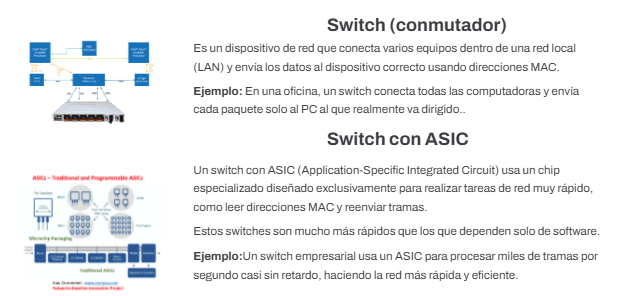 Switch (conmutador)
Es un dispositivo de red que conecta varios equipos dentro de una red local
(LAN) y envía los datos al dispositivo correcto usando direcciones MAC.
Ejemplo: En una oficina, un switch conecta todas las computadoras y envía
cada paquete solo al PC al que realmente va dirigido..
Switch con ASIC
ASICs – Traditional and Programmable ASICs
Un switch con ASIC (Application-Specific Integrated Circuit) usa un chip
especializado diseñado exclusivamente para realizar tareas de red muy rápido,
como leer direcciones MAC y reenviar tramas.
Estos switches son mucho más rápidos que los que dependen solo de software.
Microchip Packaging
Ejemplo:Un switch empresarial usa un ASIC para procesar miles de tramas por
segundo casi sin retardo, haciendo la red más rápida y eficiente.
Traditional ASICs